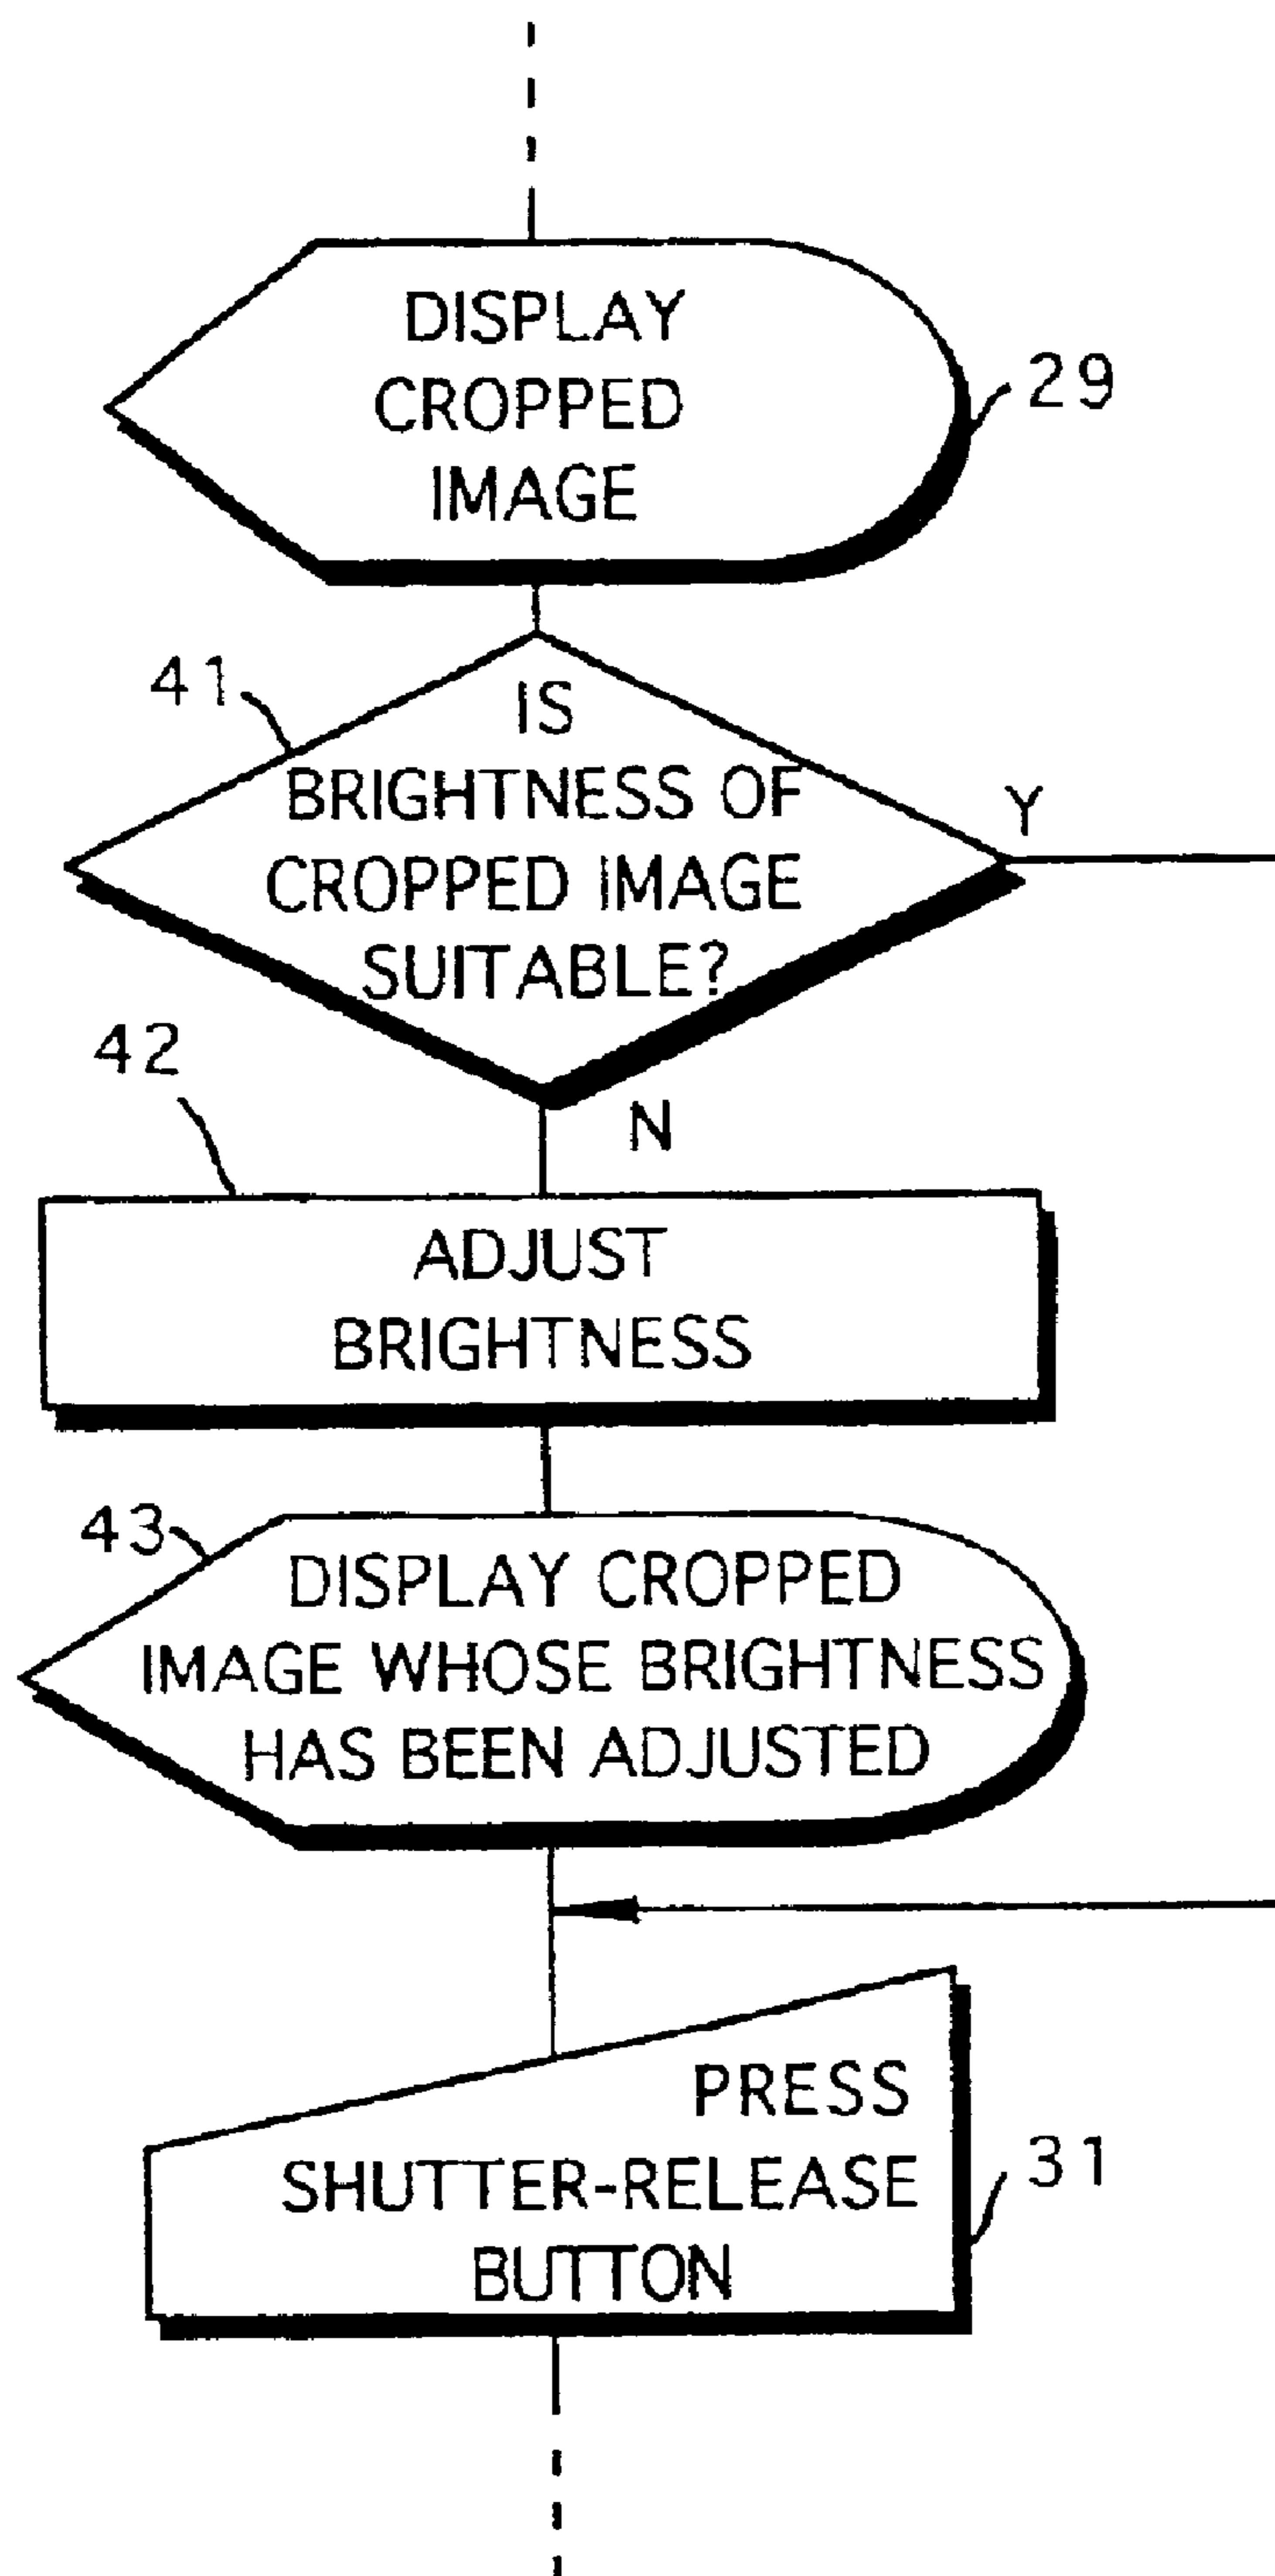 DISPLAY
CROPPED
IMAGE
29
41
IS
BRIGHTNESS OF
CROPPED IMAGE
SUITABLE?
Y
N
42
ADJUST
BRIGHTNESS
43
DISPLAY CROPPED
IMAGE WHOSE BRIGHTNESS
HAS BEEN ADJUSTED
PRESS
SHUTTER-RELEASE
BUTTON
31